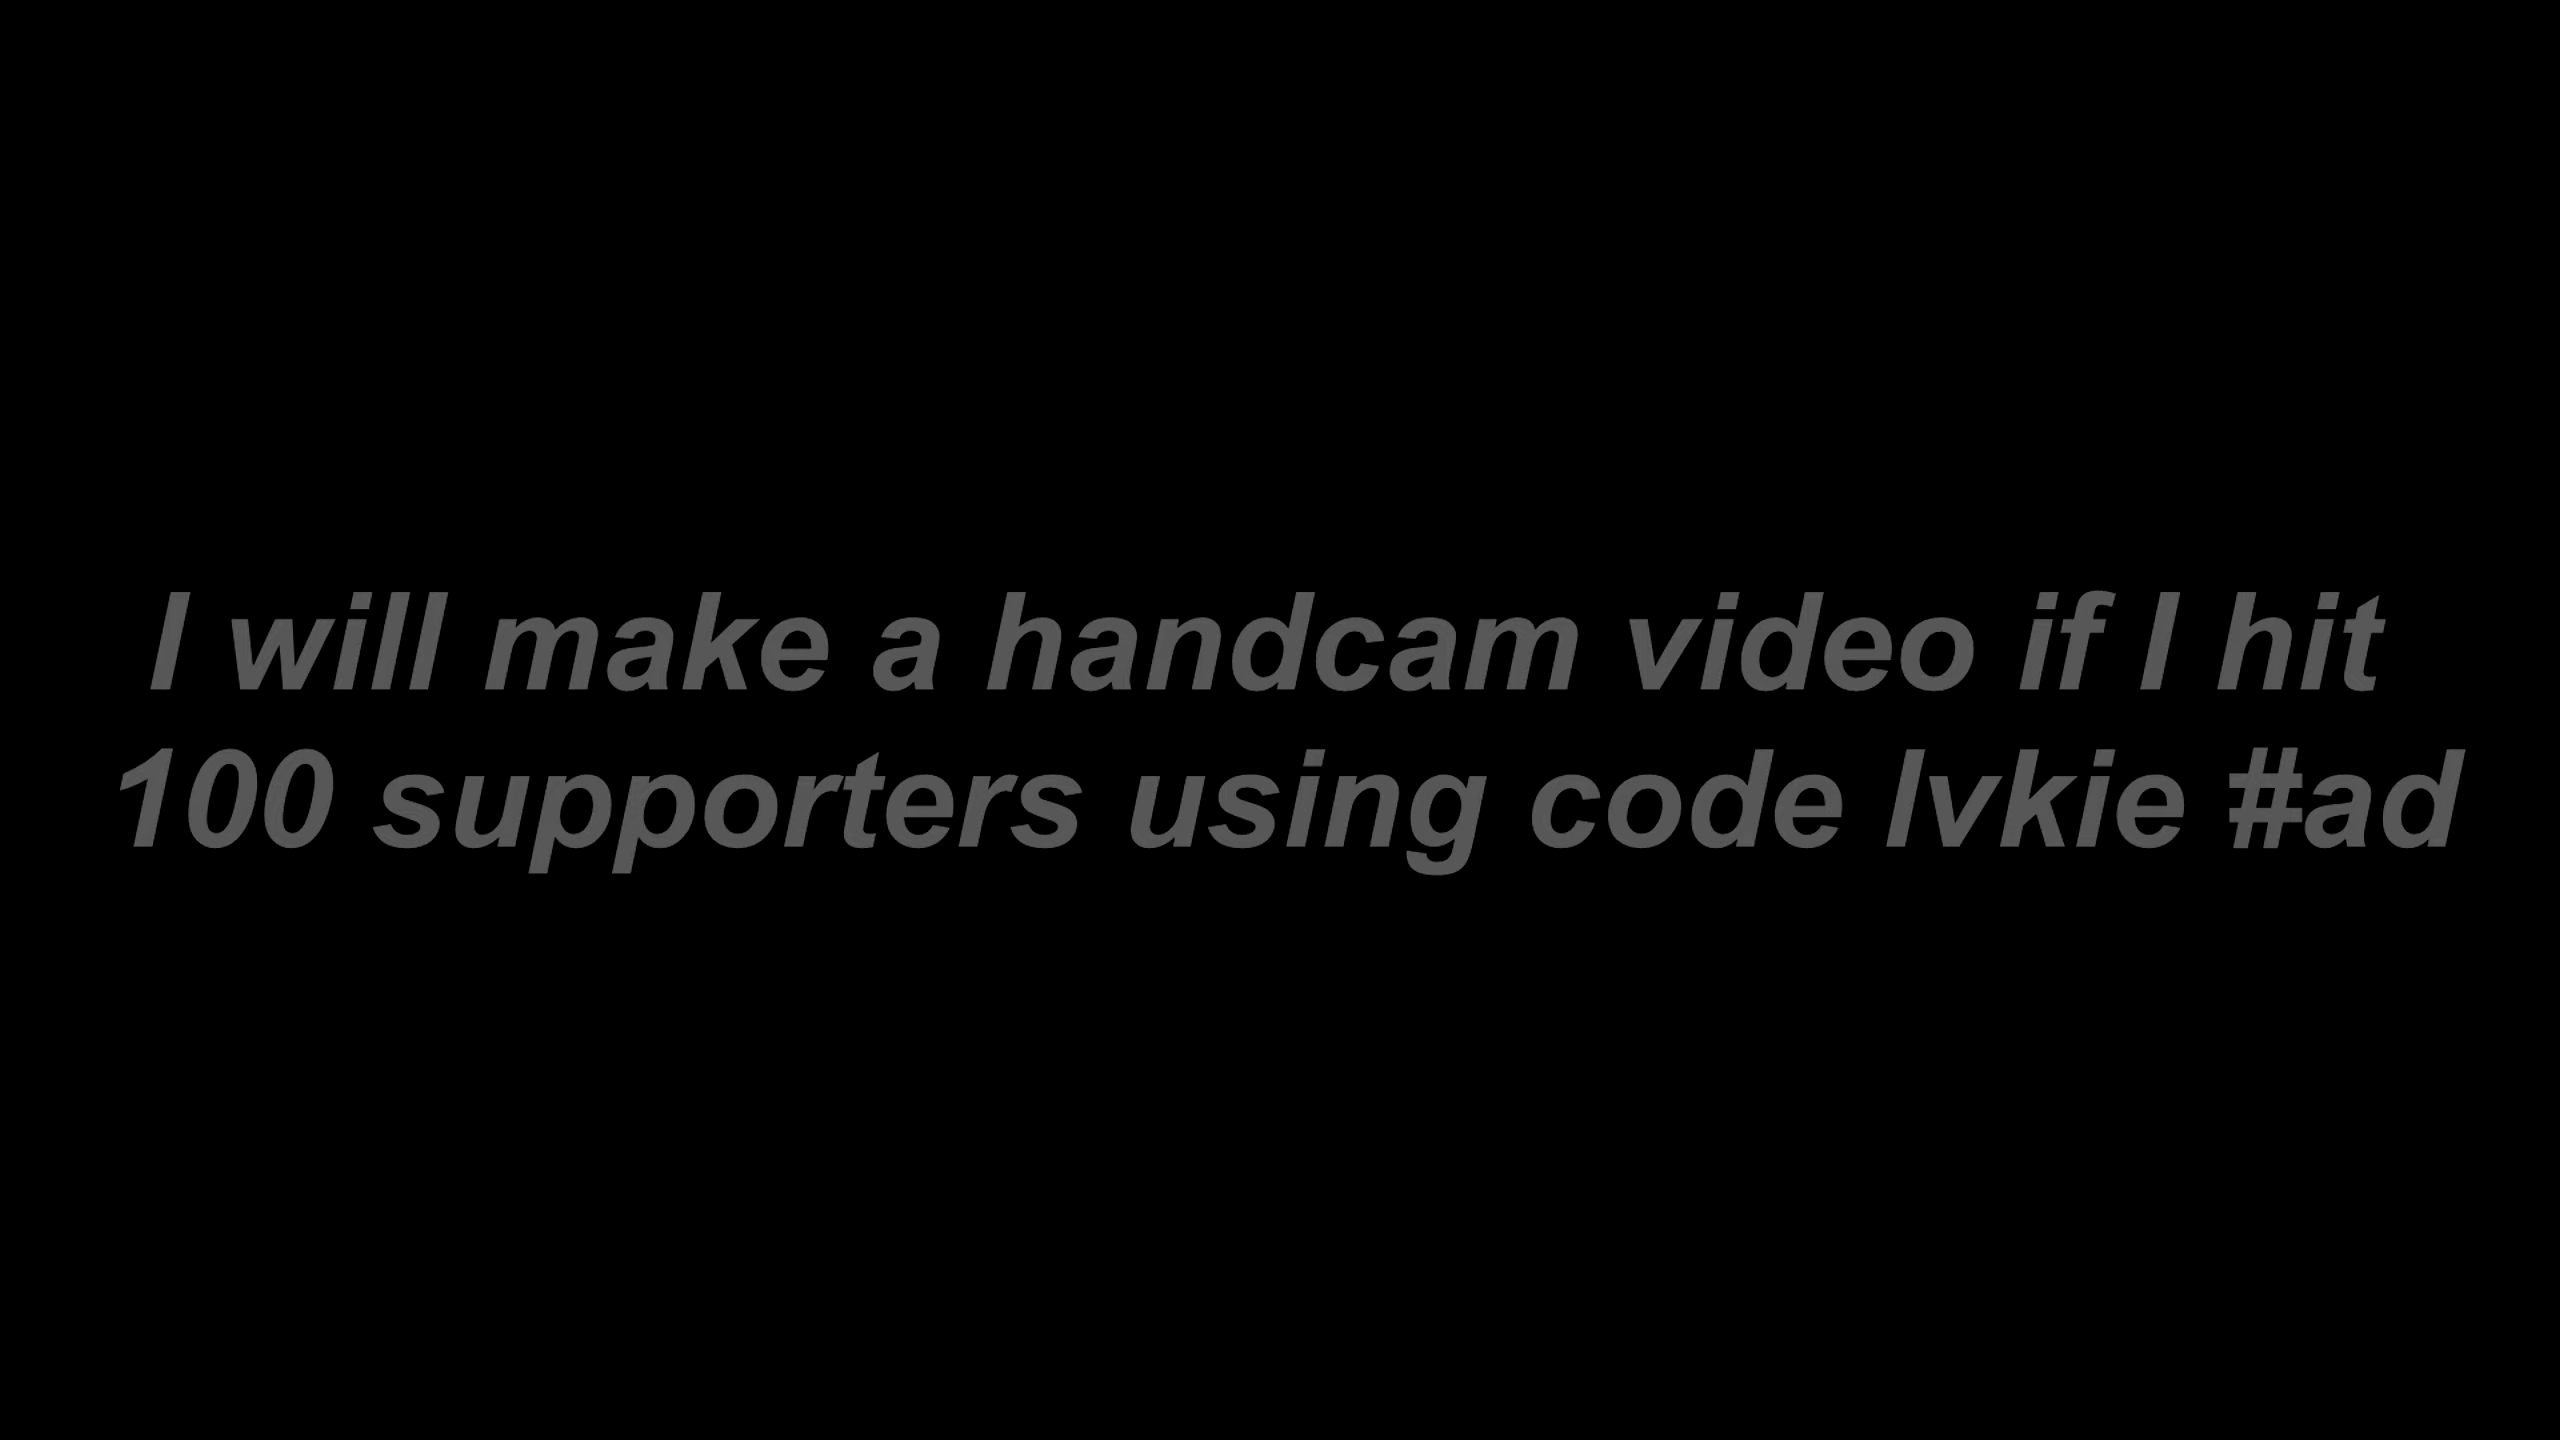 I will make a handcam video if I hit
100 supporters using code lvkie #ad